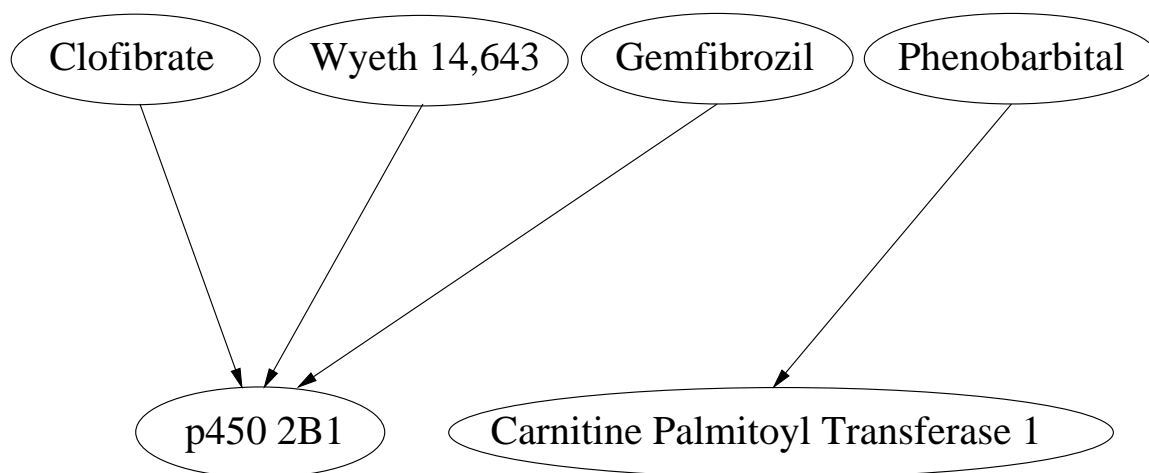 Clofibrate
Wyeth 14,643
Gemfibrozil
Phenobarbital
p450 2B1
Carnitine Palmitoyl Transferase 1